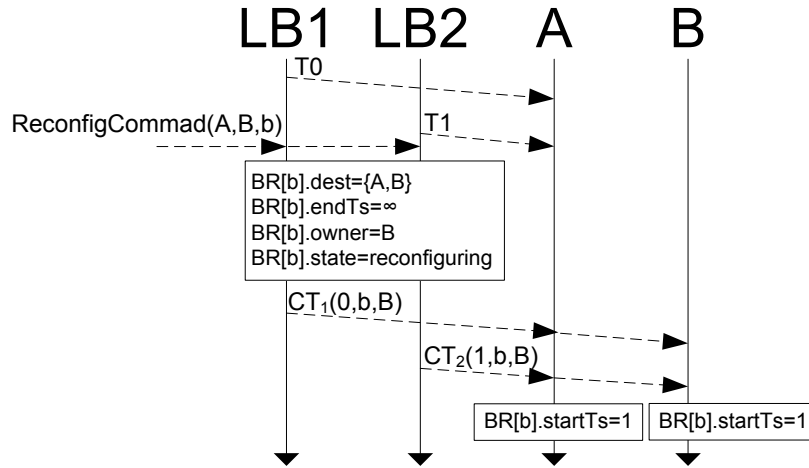 LB1 LB2 A B
T0
ReconfigCommad(A,B,b)
T1
BR[b].dest={A,B}
BR[b].endTs=∞
BR[b].owner=B
BR[b].state=reconfiguring
CT₁(0,b,B)
CT₂(1,b,B)
BR[b].startTs=1 BR[b].startTs=1